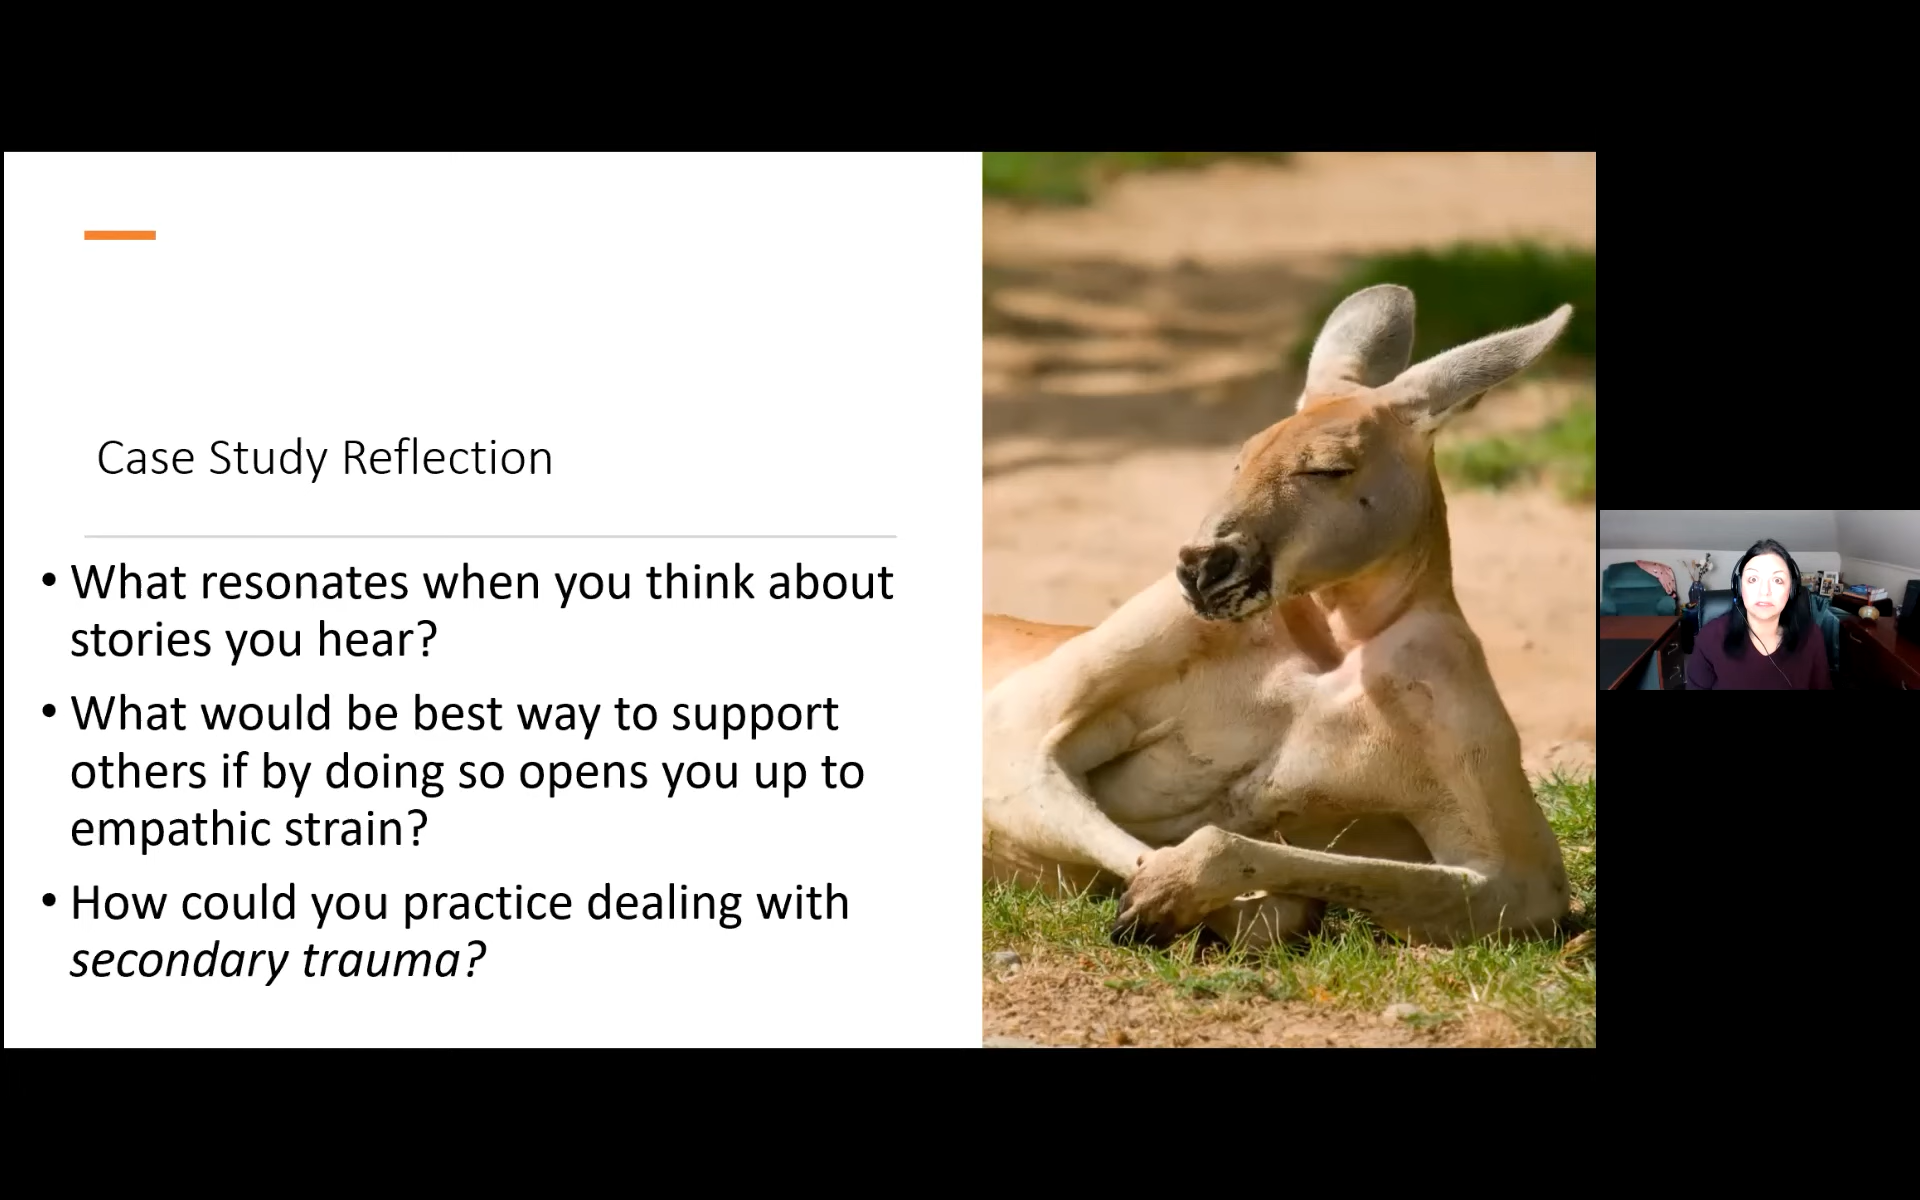 Case Study Reflection
• What resonates when you think about
stories you hear?
• What would be best way to support
others if by doing so opens you up to
empathic strain?
• How could you practice dealing with
secondary trauma?